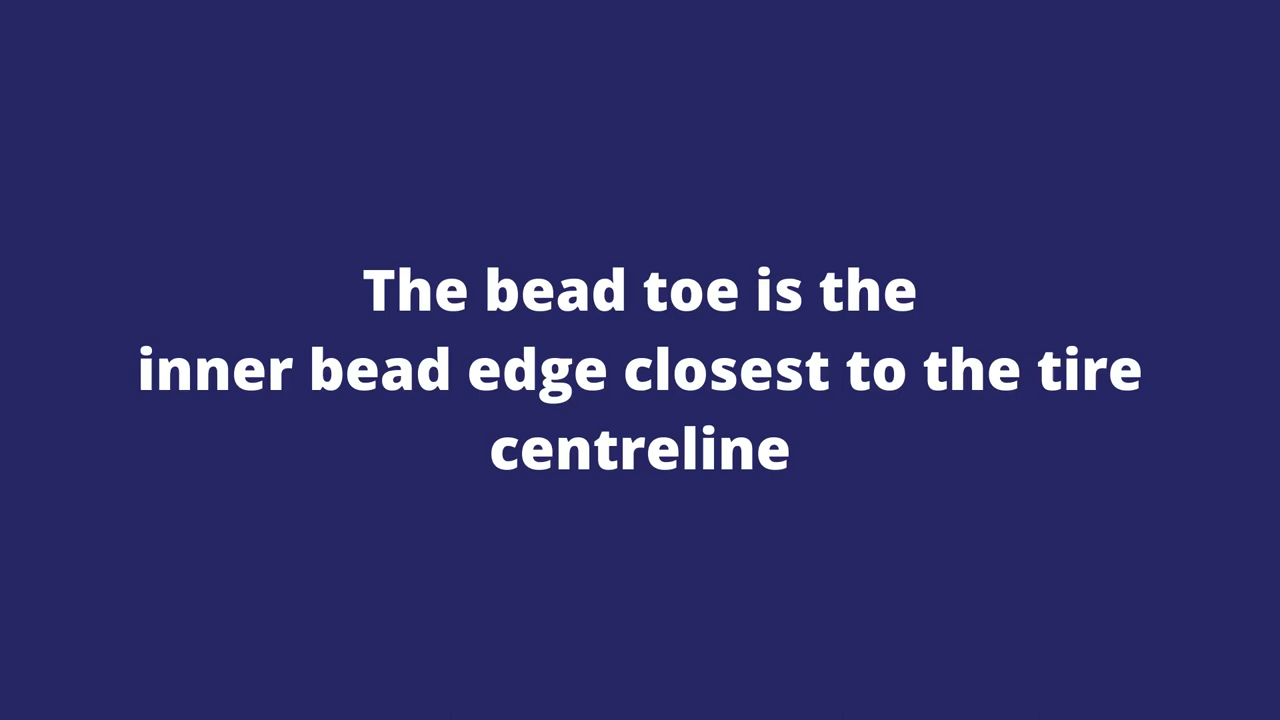 The bead toe is the
inner bead edge closest to the tire
centreline